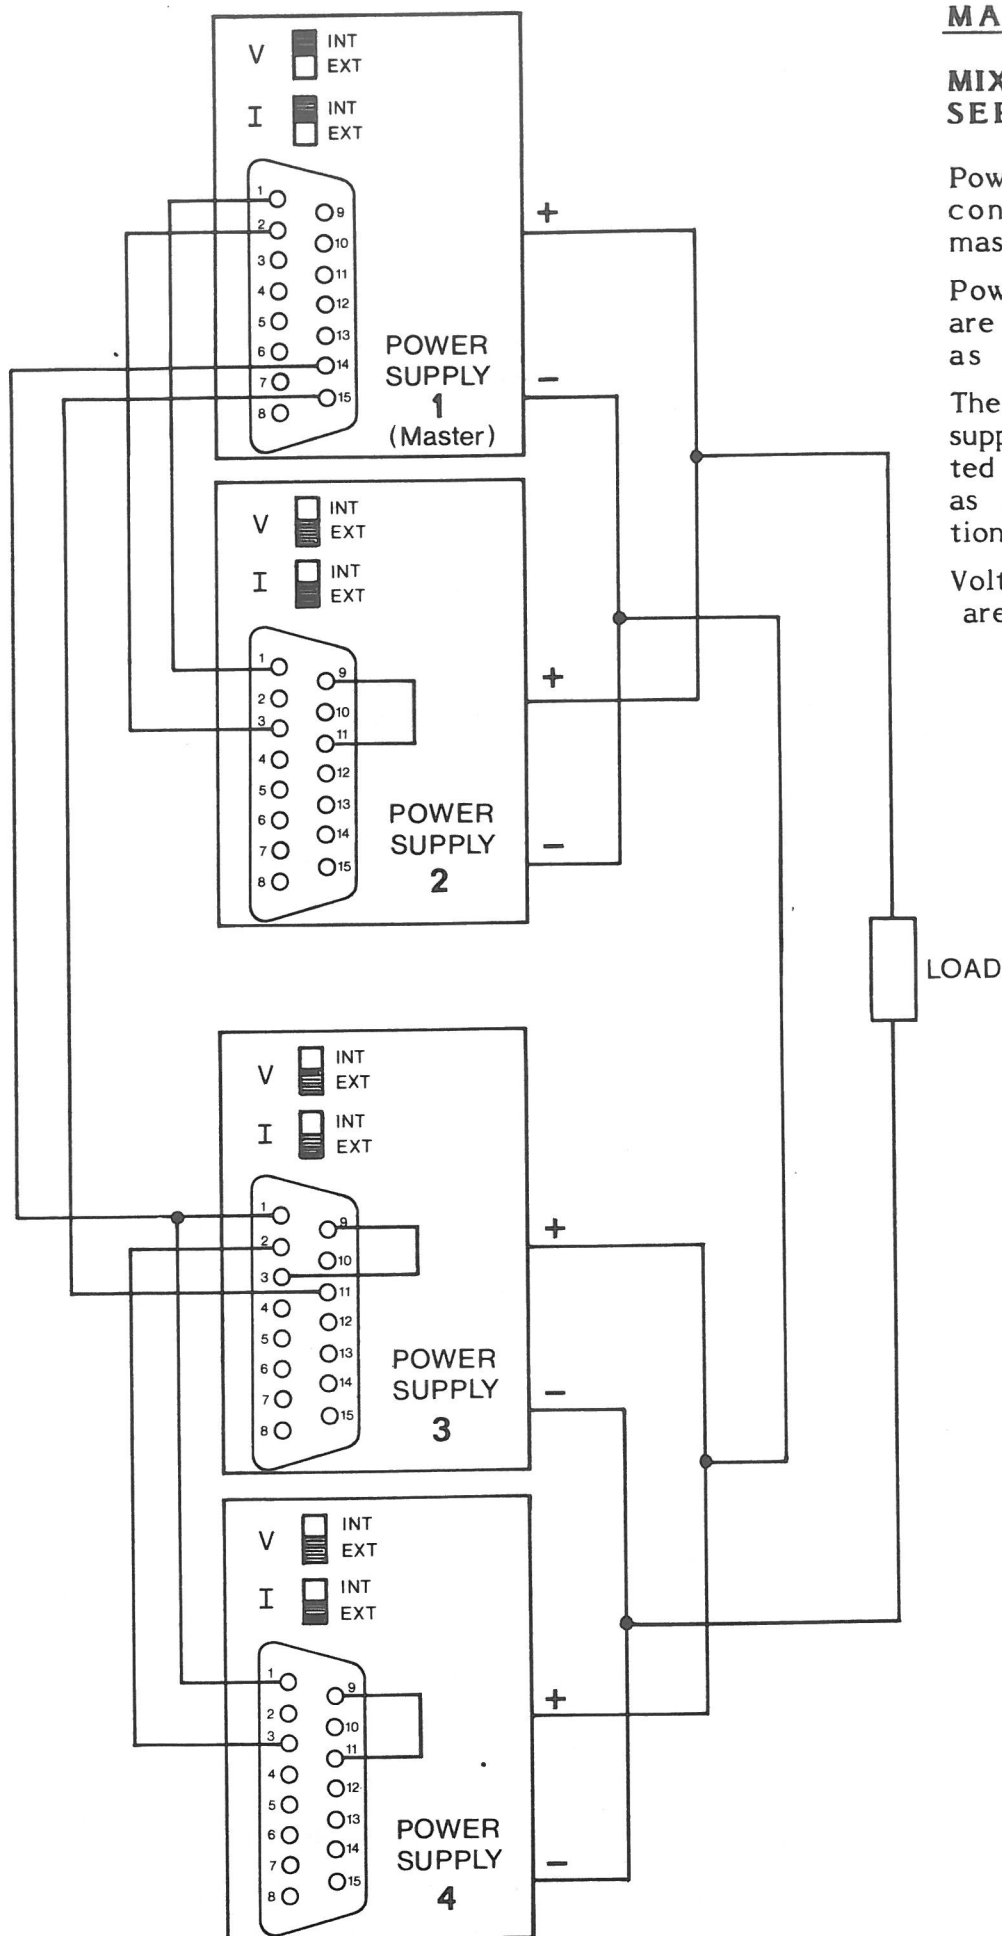 V INT
EXT
I INT
EXT
1
2
3
4
5
6
7
8
9
10
11
12
13
14
15
+
−
POWER
SUPPLY
1
(Master)
V INT
EXT
I INT
EXT
1
2
3
4
5
6
7
8
9
10
11
12
13
14
15
+
−
POWER
SUPPLY
2
V INT
EXT
I INT
EXT
1
2
3
4
5
6
7
8
9
10
11
12
13
14
15
+
−
POWER
SUPPLY
3
V INT
EXT
I INT
EXT
1
2
3
4
5
6
7
8
9
10
11
12
13
14
15
+
−
POWER
SUPPLY
4
LOAD
MA
MIX
SEE
Pow
con
mas
Pow
are
as
The
supp
ted
as
tion
Volt
are